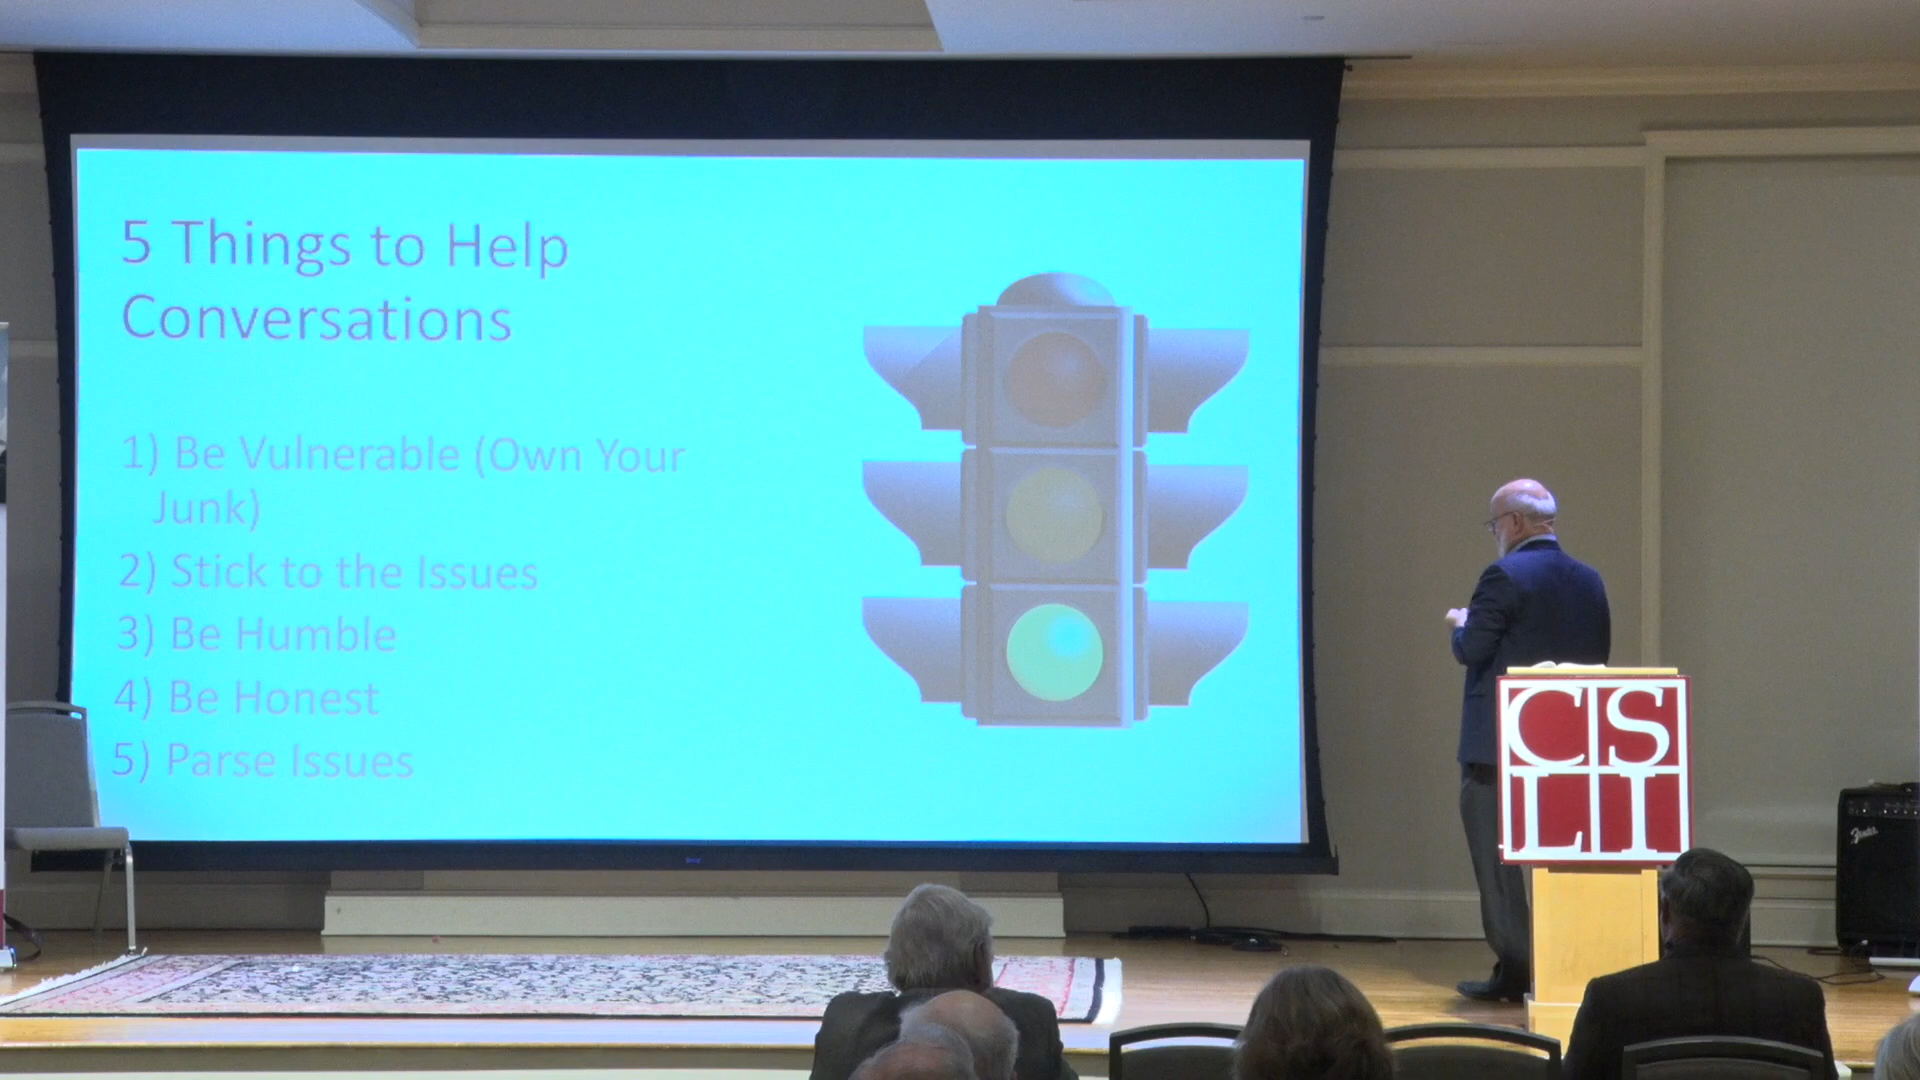 5 Things to Help
Conversations
1) Be Vulnerable (Own Your
Junk)
2) Stick to the Issues
3) Be Humble
4) Be Honest
5) Parse Issues
CS
LI
Fender